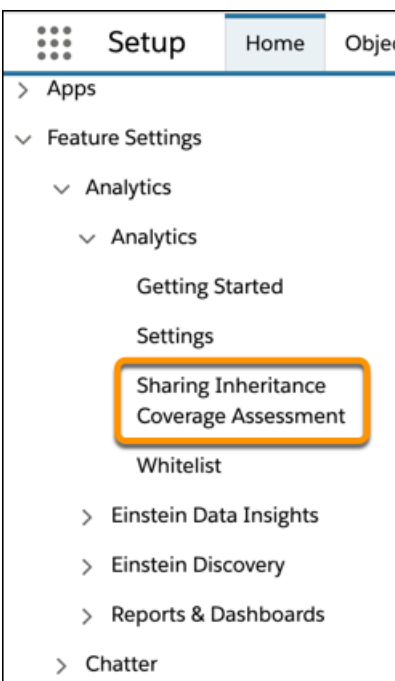 Setup Home Objec
Apps
Feature Settings
Analytics
Analytics
Getting Started
Settings
Sharing Inheritance
Coverage Assessment
Whitelist
Einstein Data Insights
Einstein Discovery
Reports & Dashboards
Chatter